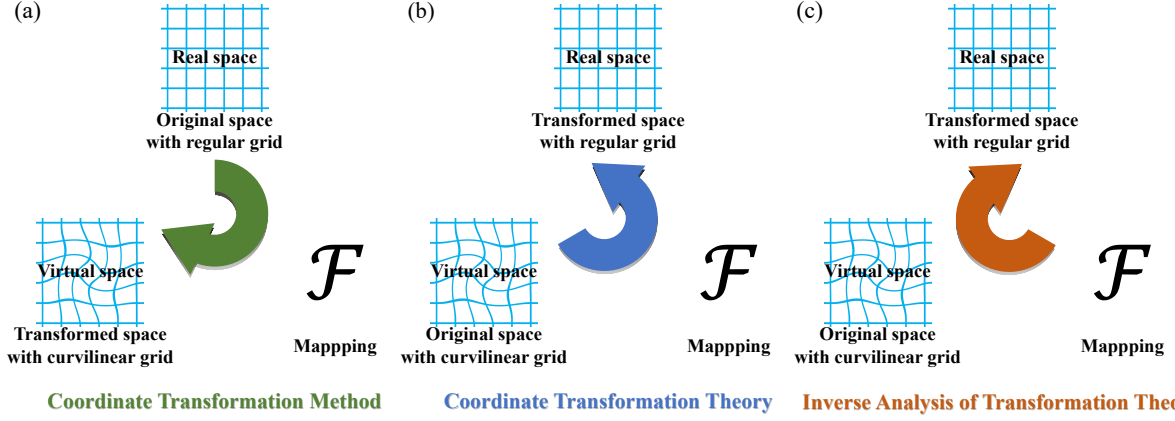 (a)
Real space
Original space
with regular grid
Virtual space
Transformed space
with curvilinear grid
ℱ
Mappping
Coordinate Transformation Method
(b)
Real space
Transformed space
with regular grid
Virtual space
Original space
with curvilinear grid
ℱ
Mappping
Coordinate Transformation Theory
(c)
Real space
Transformed space
with regular grid
Virtual space
Original space
with curvilinear grid
ℱ
Mappping
Inverse Analysis of Transformation Theo